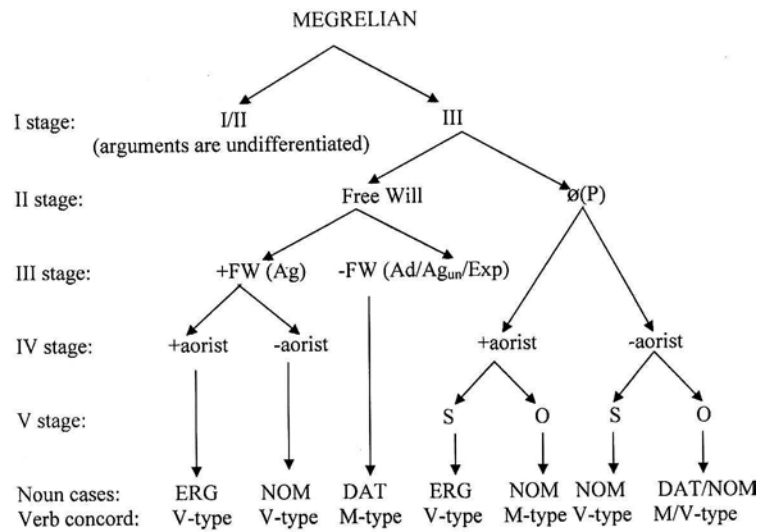 MEGRELIAN
I stage: I/II III
(arguments are undifferentiated)
II stage: Free Will ø(P)
III stage: +FW (Ag) -FW (Ad/Agun/Exp)
IV stage: +aorist -aorist +aorist -aorist
V stage: S O S O
Noun cases: ERG NOM DAT ERG NOM NOM DAT/NOM
Verb concord: V-type V-type M-type V-type M-type V-type M/V-type